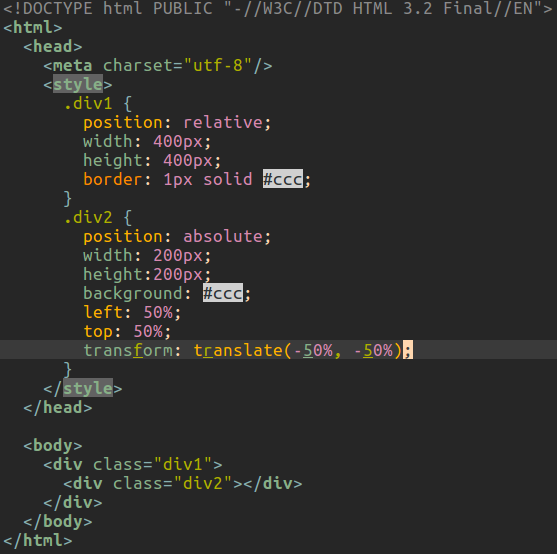 <!DOCTYPE html PUBLIC "-//W3C//DTD HTML 3.2 Final//EN">
<html>
  <head>
    <meta charset="utf-8"/>
    <style>
      .div1 {
        position: relative;
        width: 400px;
        height: 400px;
        border: 1px solid #ccc;
      }
      .div2 {
        position: absolute;
        width: 200px;
        height:200px;
        background: #ccc;
        left: 50%;
        top: 50%;
        transform: translate(-50%, -50%);
      }
    </style>
  </head>

  <body>
    <div class="div1">
      <div class="div2"></div>
    </div>
  </body>
</html>